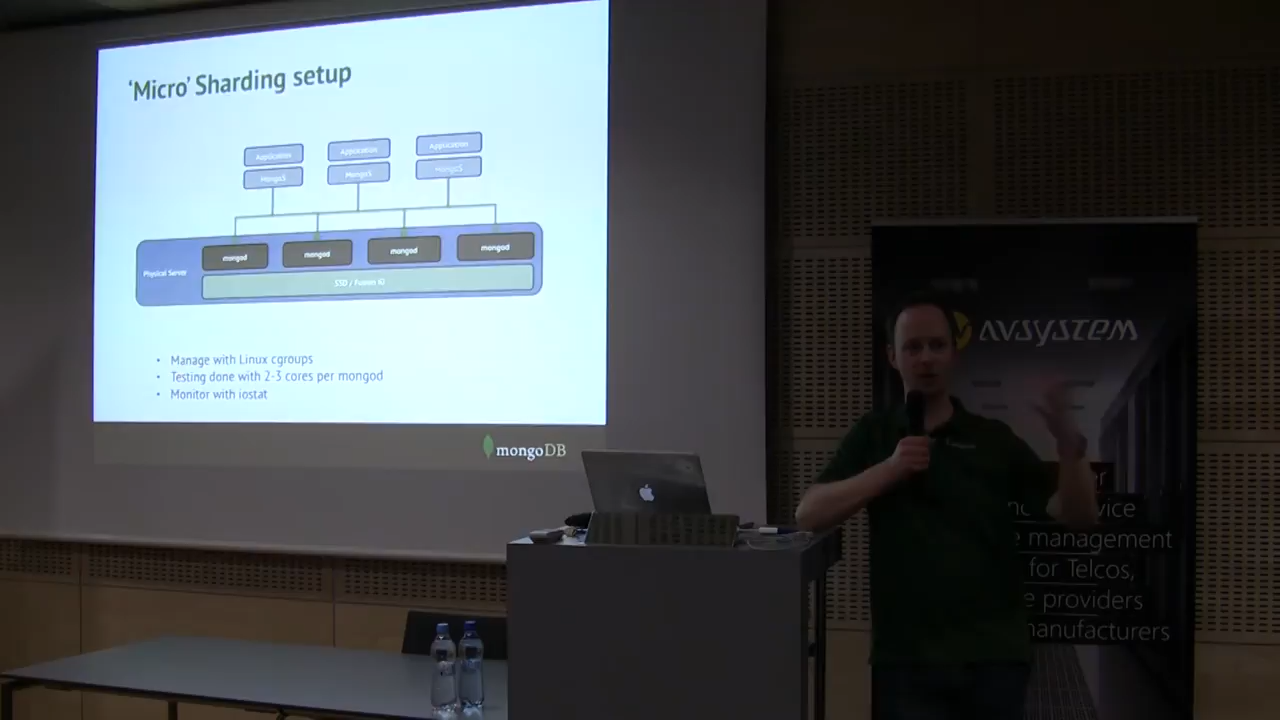 'Micro' Sharding setup
Application
Application
Application
MongoS
MongoS
MongoS
Physical Server
mongod
mongod
mongod
mongod
SSD / Fusion IO
• Manage with Linux cgroups
• Testing done with 2-3 cores per mongod
• Monitor with iostat
mongoDB
AVSYSTEM
management
for Telcos,
providers